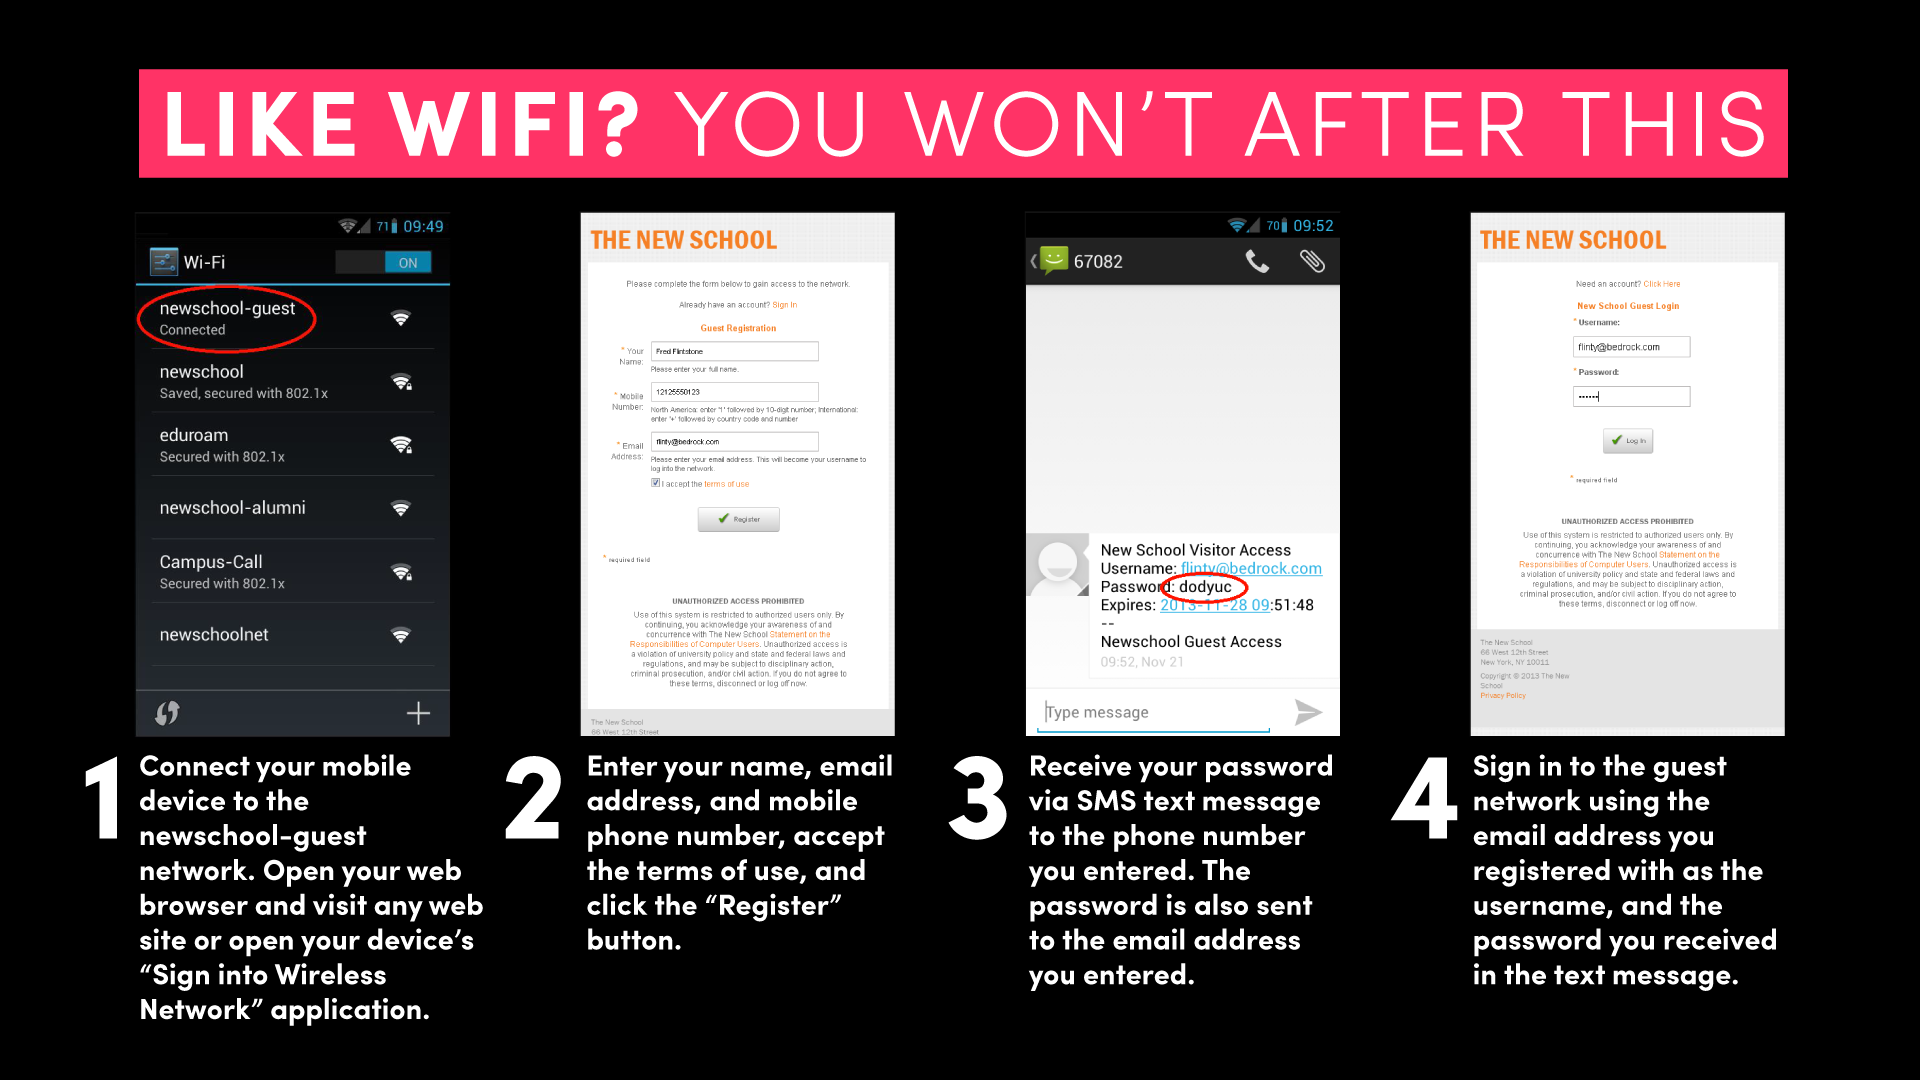 LIKE WIFI? YOU WON'T AFTER THIS
71 09:49
Wi-Fi
ON
newschool-guest
Connected
newschool
Saved, secured with 802.1x
eduroam
Secured with 802.1x
newschool-alumni
Campus-Call
Secured with 802.1x
newschoolnet
THE NEW SCHOOL
Please complete the form below to gain access to the network.
Already have an account? Sign In
Guest Registration
* Your Name:
Fred Flintstone
Please enter your full name.
* Mobile Number:
12125550123
North America: enter '1' followed by 10-digit number; International:
enter '+' followed by country code and number
* Email Address:
flinty@bedrock.com
Please enter your email address. This will become your username to
log into the network.
I accept the terms of use
Register
* required field
UNAUTHORIZED ACCESS PROHIBITED
Use of this system is restricted to authorized users only. By
continuing, you acknowledge your awareness of and
concurrence with The New School Statement on the
Responsibilities of Computer Users. Unauthorized access is
a violation of university policy and state and federal laws and
regulations, and may be subject to disciplinary action,
criminal prosecution, and/or civil action. If you do not agree to
these terms, disconnect or log off now.
The New School
66 West 12th Street
70 09:52
67082
New School Visitor Access
Username: flinty@bedrock.com
Password: dodyuc
Expires: 2013-11-28 09:51:48
--
Newschool Guest Access
09:52, Nov 21
Type message
THE NEW SCHOOL
Need an account? Click Here
New School Guest Login
* Username:
flinty@bedrock.com
* Password:
••••••
Log In
* required field
UNAUTHORIZED ACCESS PROHIBITED
Use of this system is restricted to authorized users only. By
continuing, you acknowledge your awareness of and
concurrence with The New School Statement on the
Responsibilities of Computer Users. Unauthorized access is
a violation of university policy and state and federal laws and
regulations, and may be subject to disciplinary action,
criminal prosecution, and/or civil action. If you do not agree to
these terms, disconnect or log off now.
The New School
66 West 12th Street
New York, NY 10011
Copyright © 2013 The New
School
Privacy Policy
1
Connect your mobile
device to the
newschool-guest
network. Open your web
browser and visit any web
site or open your device's
“Sign into Wireless
Network” application.
2
Enter your name, email
address, and mobile
phone number, accept
the terms of use, and
click the “Register”
button.
3
Receive your password
via SMS text message
to the phone number
you entered. The
password is also sent
to the email address
you entered.
4
Sign in to the guest
network using the
email address you
registered with as the
username, and the
password you received
in the text message.